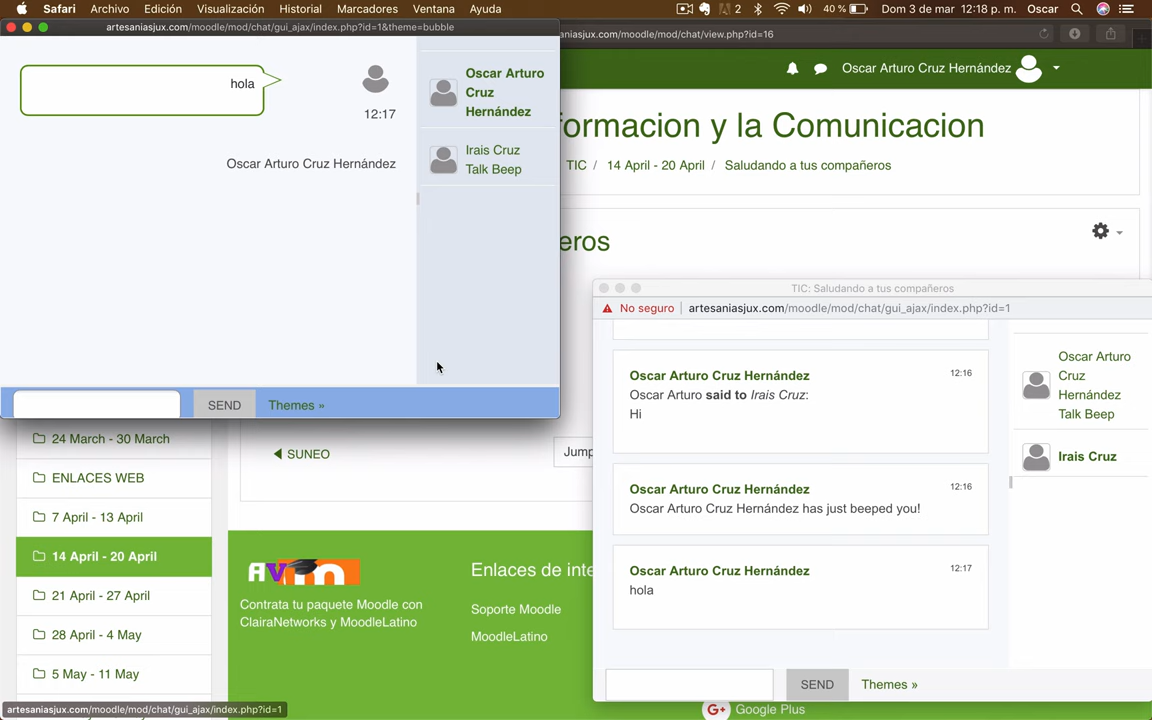 Safari Archivo Edición Visualización Historial Marcadores Ventana Ayuda 2 40 % Dom 3 de mar 12:18 p. m. Oscar
artesaniasjux.com/moodle/mod/chat/gui_ajax/index.php?id=1&theme=bubble
saniasjux.com/moodle/mod/chat/view.php?id=16
hola
12:17
Oscar Arturo Cruz Hernández
Oscar Arturo
Cruz
Hernández
Irais Cruz
Talk Beep
SEND
Themes »
Oscar Arturo Cruz Hernández
formacion y la Comunicacion
TIC / 14 April - 20 April / Saludando a tus compañeros
eros
TIC: Saludando a tus compañeros
No seguro | artesaniasjux.com/moodle/mod/chat/gui_ajax/index.php?id=1
Oscar Arturo Cruz Hernández 12:16
Oscar Arturo said to Irais Cruz:
Hi
Oscar Arturo Cruz Hernández 12:16
Oscar Arturo Cruz Hernández has just beeped you!
Oscar Arturo Cruz Hernández 12:17
hola
Oscar Arturo
Cruz
Hernández
Talk Beep
Irais Cruz
SEND
Themes »
24 March - 30 March
ENLACES WEB
7 April - 13 April
14 April - 20 April
21 April - 27 April
28 April - 4 May
5 May - 11 May
◀ SUNEO
Jump
Contrata tu paquete Moodle con
ClairaNetworks y MoodleLatino
Enlaces de inte
Soporte Moodle
MoodleLatino
G+ Google Plus
artesaniasjux.com/moodle/mod/chat/gui_ajax/index.php?id=1